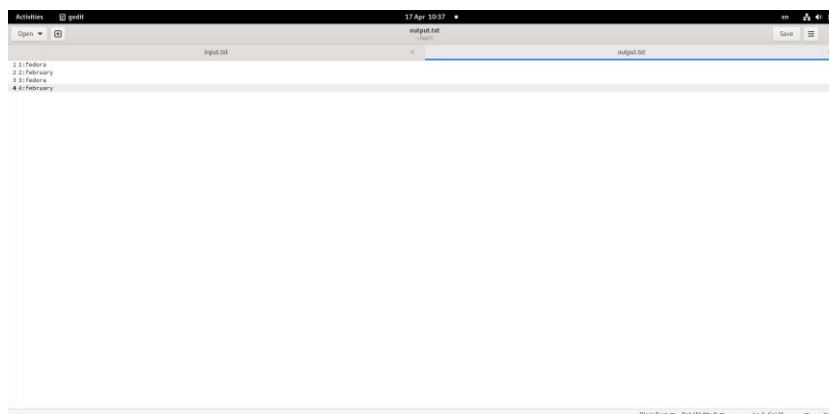 Activities gedit 17 Apr 10:37 en
Open output.txt Save
input.txt output.txt
1 1:fedora
2 2:february
3 3:fedora
4 4:february